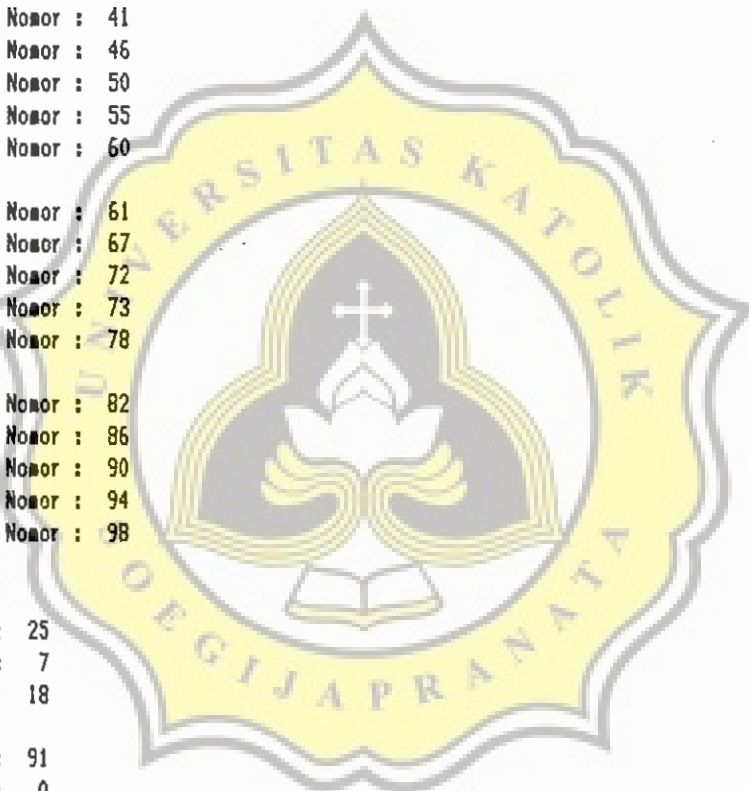 Nomor : 41
Nomor : 46
Nomor : 50
Nomor : 55
Nomor : 60
Nomor : 61
Nomor : 67
Nomor : 72
Nomor : 73
Nomor : 78
Nomor : 82
Nomor : 86
Nomor : 90
Nomor : 94
Nomor : 98
: 25
: 7
18
: 91
0
UNIVERSITAS KATOLIK
SOEGIJAPRANATA